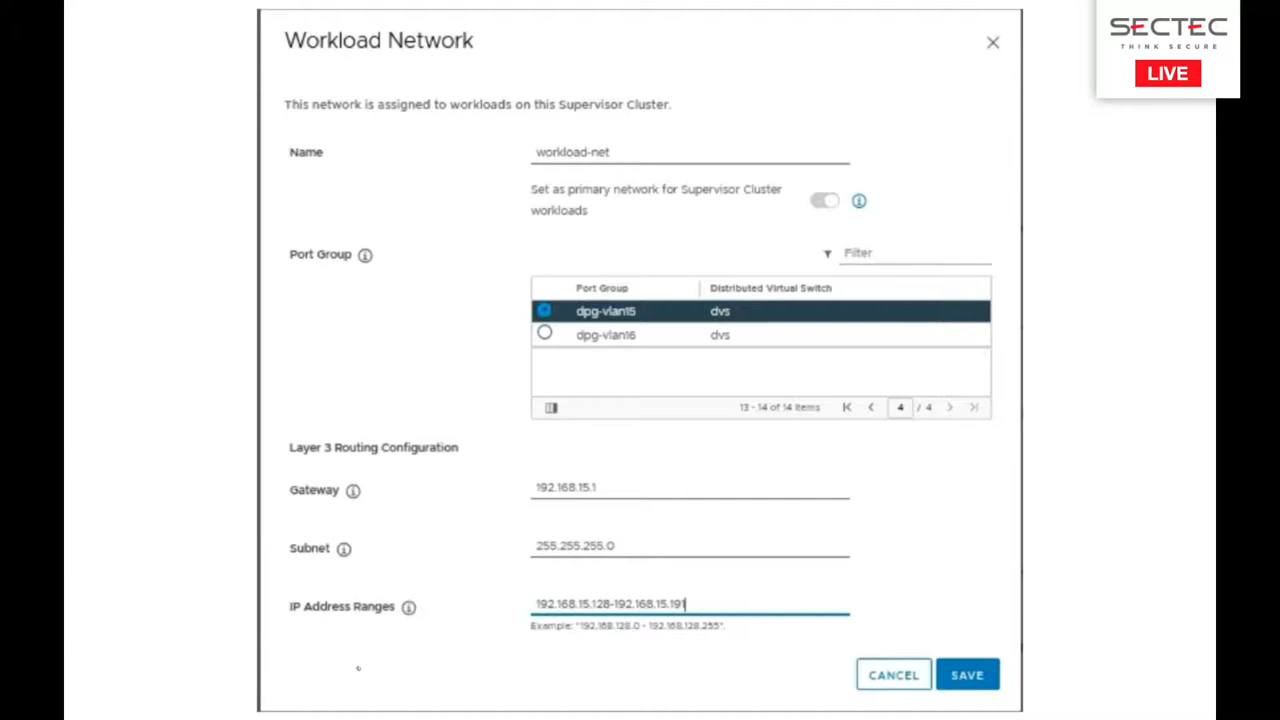 SECTEC
THINK SECURE
LIVE
Workload Network
This network is assigned to workloads on this Supervisor Cluster.
Name
workload-net
Set as primary network for Supervisor Cluster
workloads
Port Group
Filter
Port Group
Distributed Virtual Switch
dpg-vlan15
dvs
dpg-vlan16
dvs
13 - 14 of 14 items
4 / 4
Layer 3 Routing Configuration
Gateway
192.168.15.1
Subnet
255.255.255.0
IP Address Ranges
192.168.15.128-192.168.15.191
Example: "192.168.128.0 - 192.168.128.255".
CANCEL
SAVE